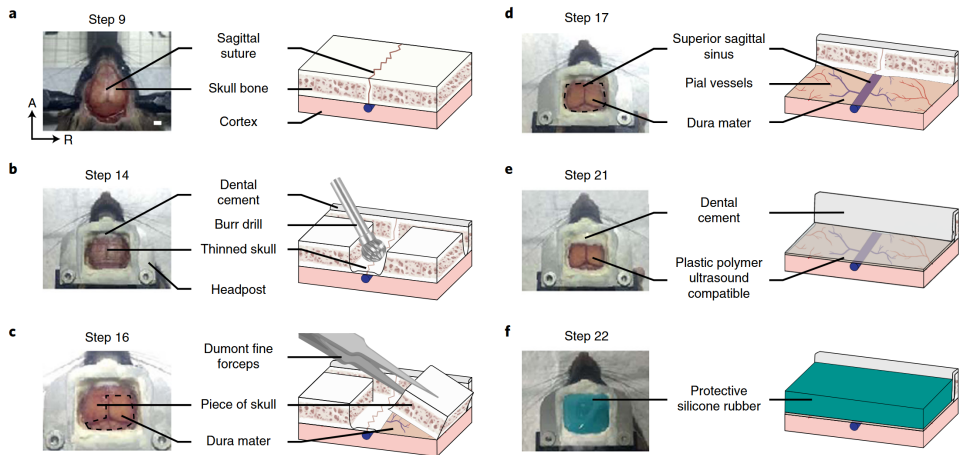 a
Step 9
Sagittal
suture
Skull bone
Cortex
A
R
b
Step 14
Dental
cement
Burr drill
Thinned skull
Headpost
c
Step 16
Dumont fine
forceps
Piece of skull
Dura mater
d
Step 17
Superior sagittal
sinus
Pial vessels
Dura mater
e
Step 21
Dental
cement
Plastic polymer
ultrasound
compatible
f
Step 22
Protective
silicone rubber